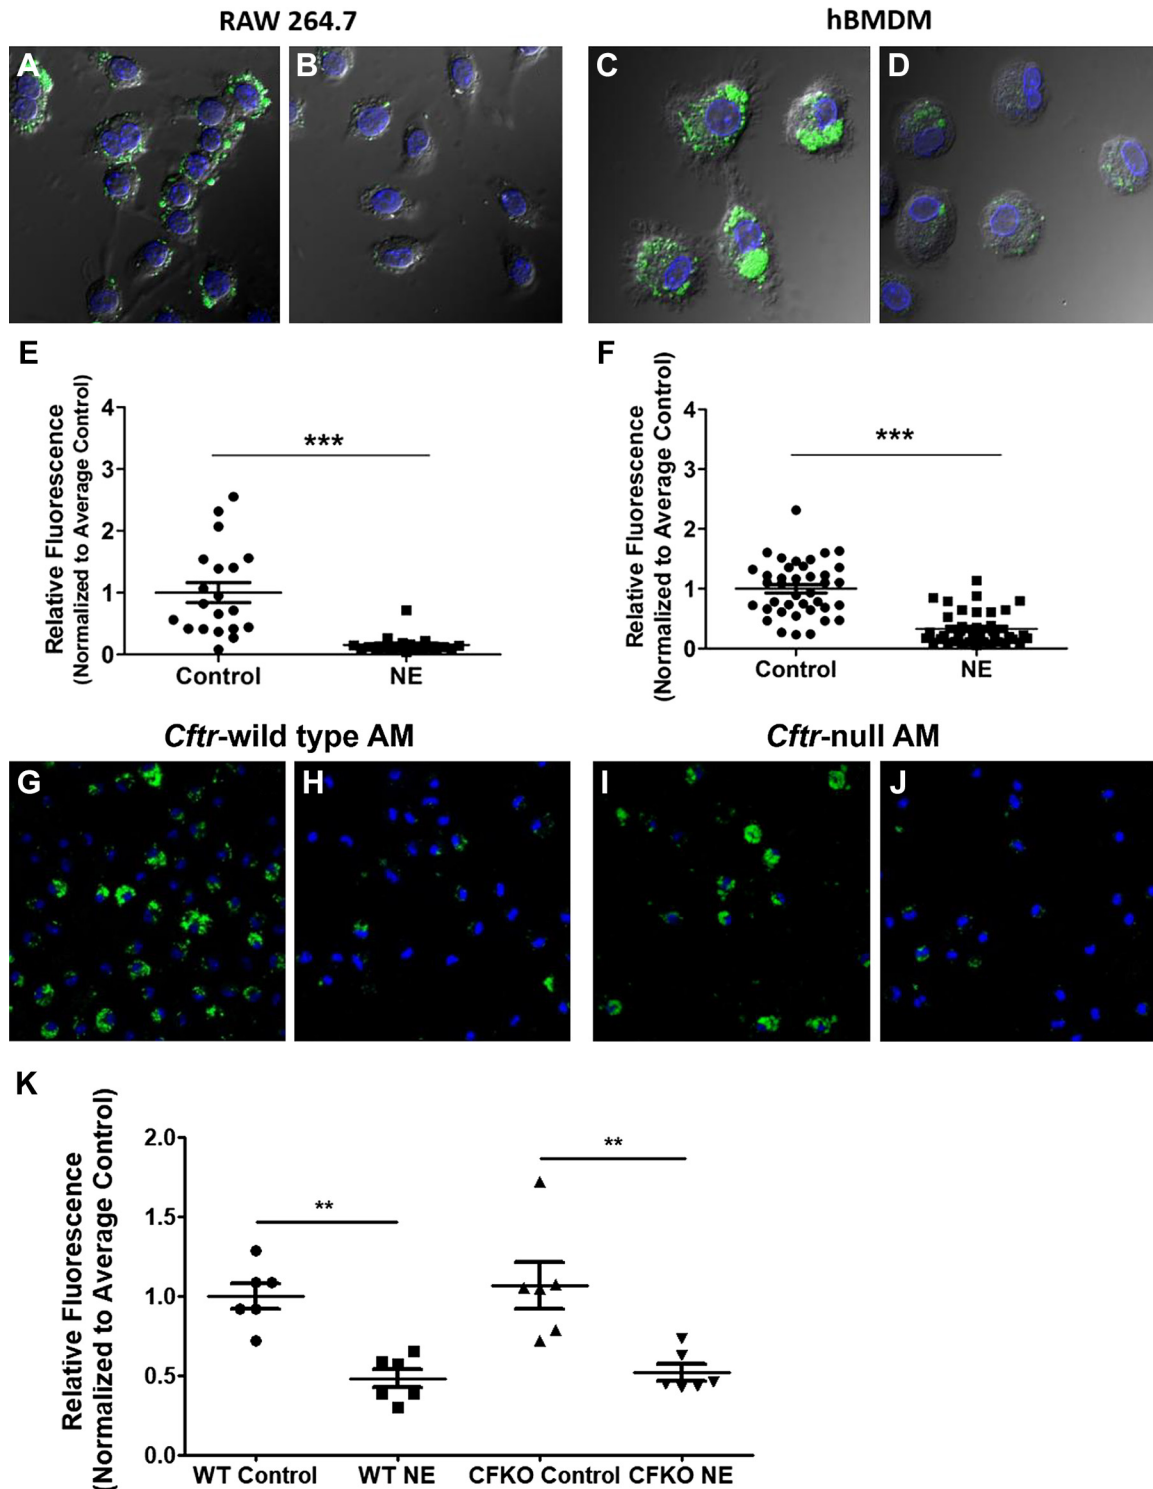 RAW 264.7
hBMDM
A
B
C
D
E
F
Relative Fluorescence
(Normalized to Average Control)
4
3
2
1
0
***
Control
NE
Relative Fluorescence
(Normalized to Average Control)
4
3
2
1
0
***
Control
NE
Cftr-wild type AM
Cftr-null AM
G
H
I
J
K
Relative Fluorescence
(Normalized to Average Control)
2.0
1.5
1.0
0.5
0.0
**
**
WT Control
WT NE
CFKO Control
CFKO NE